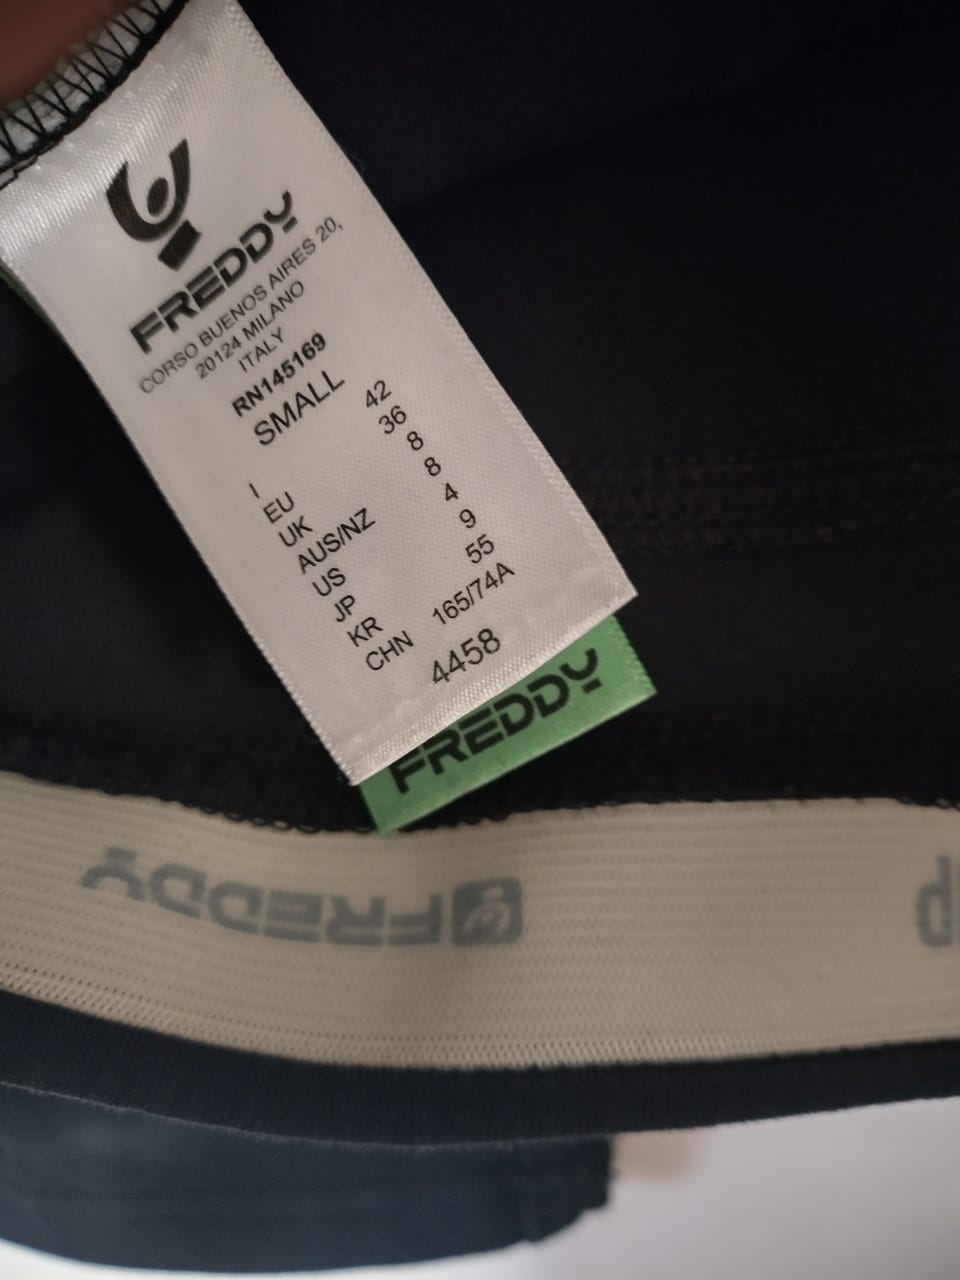 FREDDY
CORSO BUENOS AIRES 20,
20124 MILANO
ITALY
RN145169
SMALL
I 42
EU 36
UK 8
AUS/NZ 8
US 4
JP 9
KR 55
CHN 165/74A
4458
FREDDY
FREDDY